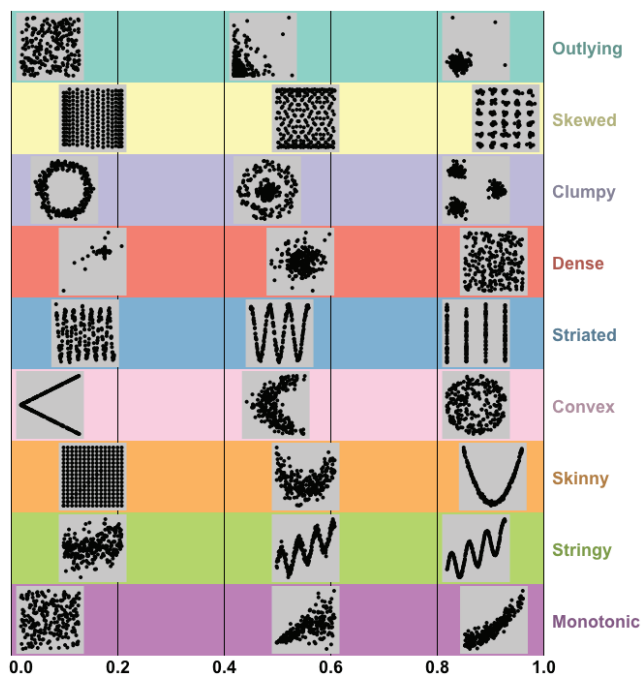 Outlying
Skewed
Clumpy
Dense
Striated
Convex
Skinny
Stringy
Monotonic
0.0 0.2 0.4 0.6 0.8 1.0